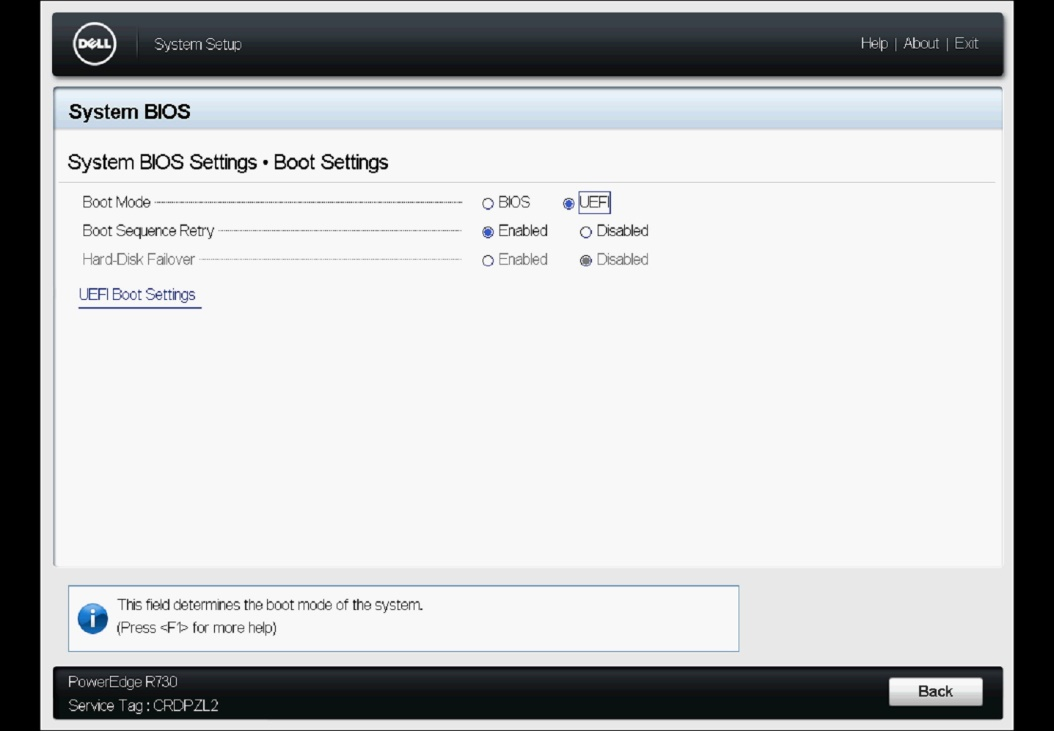 DELL
System Setup
Help | About | Exit
System BIOS
System BIOS Settings • Boot Settings
Boot Mode BIOS UEFI
Boot Sequence Retry Enabled Disabled
Hard-Disk Failover Enabled Disabled
UEFI Boot Settings
This field determines the boot mode of the system.
(Press <F1> for more help)
PowerEdge R730
Service Tag : CRDPZL2
Back